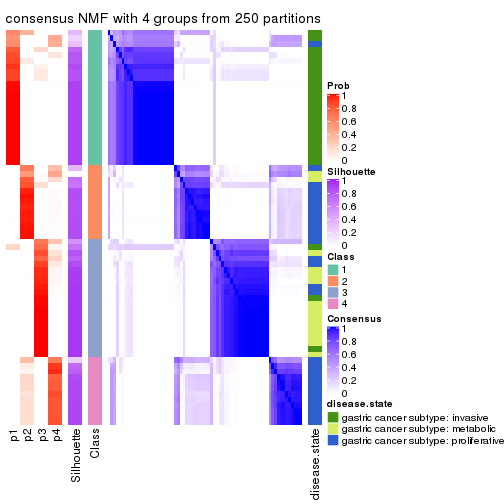 consensus NMF with 4 groups from 250 partitions
Prob
1
0.8
0.6
0.4
0.2
0
Silhouette
1
0.8
0.6
0.4
0.2
0
Class
1
2
3
4
Consensus
1
0.8
0.6
0.4
0.2
0
disease.state
gastric cancer subtype: invasive
gastric cancer subtype: metabolic
gastric cancer subtype: proliferative
p1
p2
p3
p4
Silhouette
Class
disease.state